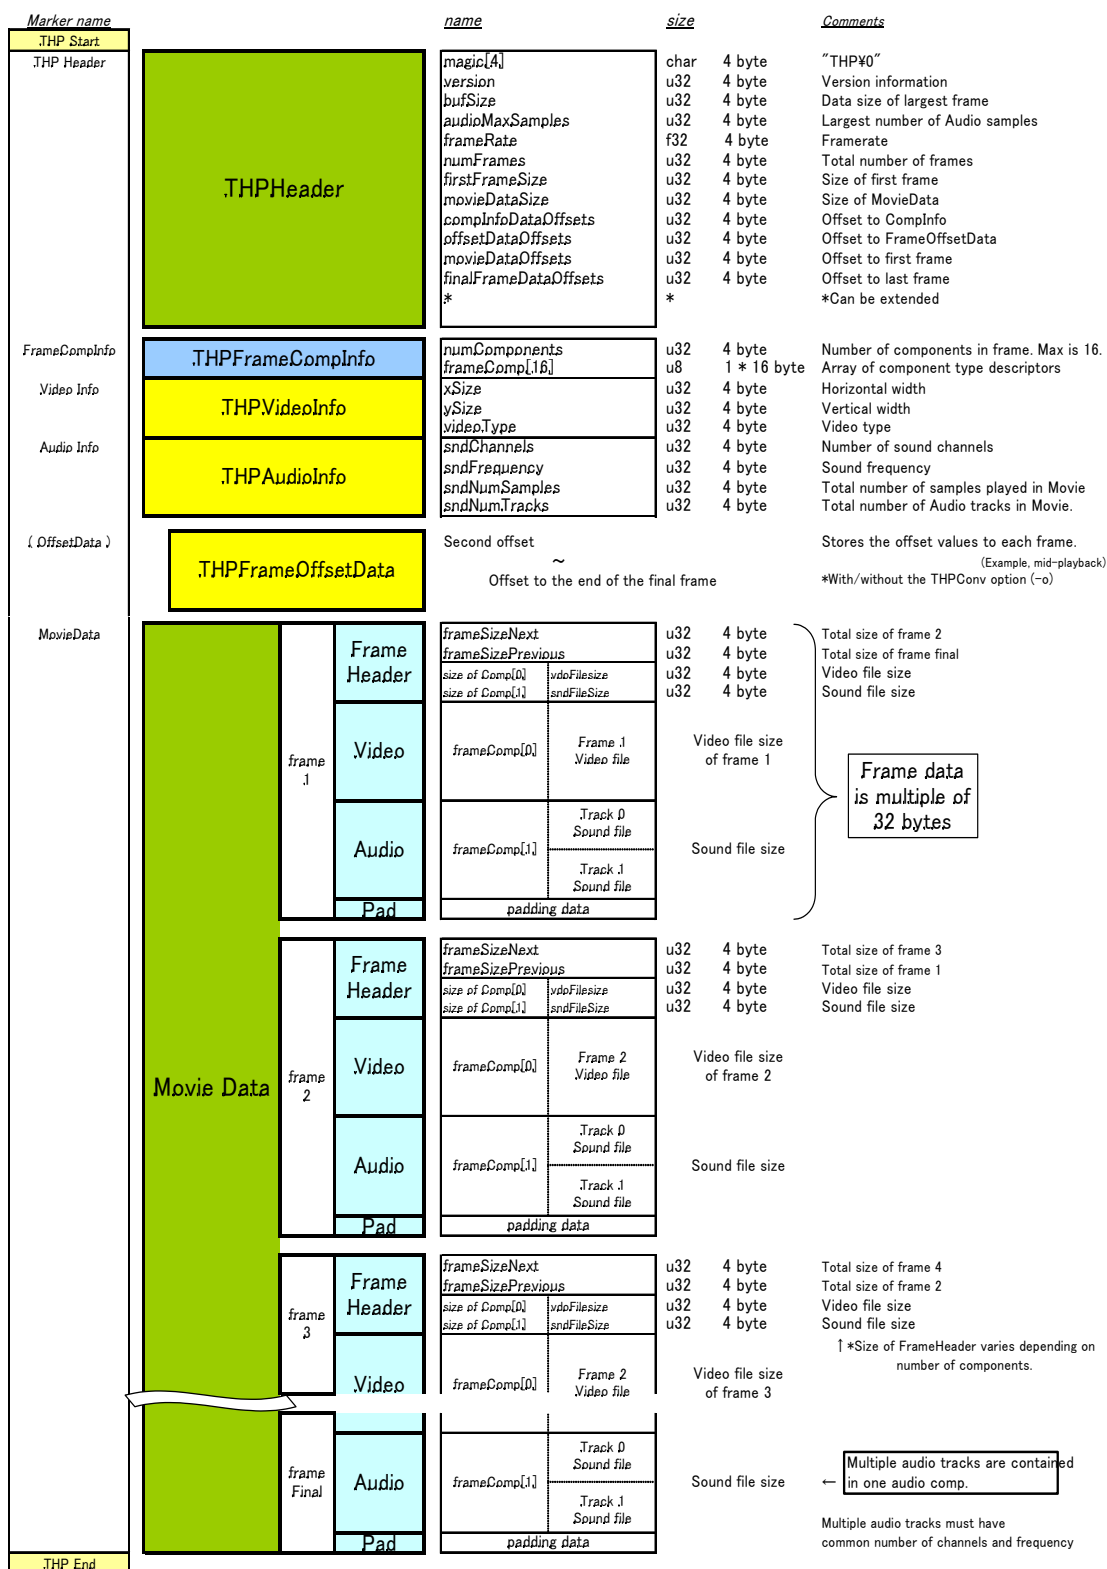 Marker name name size Comments
THP Start
THP Header THPHeader magic[4] char 4 byte "THP¥0"
version u32 4 byte Version information
bufSize u32 4 byte Data size of largest frame
audioMaxSamples u32 4 byte Largest number of Audio samples
frameRate f32 4 byte Framerate
numFrames u32 4 byte Total number of frames
firstFrameSize u32 4 byte Size of first frame
movieDataSize u32 4 byte Size of MovieData
compInfoDataOffsets u32 4 byte Offset to CompInfo
offsetDataOffsets u32 4 byte Offset to FrameOffsetData
movieDataOffsets u32 4 byte Offset to first frame
finalFrameDataOffsets u32 4 byte Offset to last frame
* * *Can be extended
FrameCompInfo THPFrameCompInfo numComponents u32 4 byte Number of components in frame. Max is 16.
frameComp[16] u8 1 * 16 byte Array of component type descriptors
Video Info THPVideoInfo xSize u32 4 byte Horizontal width
ySize u32 4 byte Vertical width
videoType u32 4 byte Video type
Audio Info THPAudioInfo sndChannels u32 4 byte Number of sound channels
sndFrequency u32 4 byte Sound frequency
sndNumSamples u32 4 byte Total number of samples played in Movie
sndNumTracks u32 4 byte Total number of Audio tracks in Movie.
( OffsetData ) THPFrameOffsetData Second offset Stores the offset values to each frame.
~ (Example, mid-playback)
Offset to the end of the final frame *With/without the THPConv option (-o)
MovieData Movie Data
frame 1
Frame Header
frameSizeNext u32 4 byte Total size of frame 2
frameSizePrevious u32 4 byte Total size of frame final
size of Comp[0] vdoFilesize u32 4 byte Video file size
size of Comp[1] sndFileSize u32 4 byte Sound file size
Video frameComp[0] Frame 1 Video file Video file size of frame 1
Frame data
is multiple of
32 bytes
Audio frameComp[1] Track 0 Sound file Sound file size
Track 1 Sound file
Pad padding data
frame 2
Frame Header
frameSizeNext u32 4 byte Total size of frame 3
frameSizePrevious u32 4 byte Total size of frame 1
size of Comp[0] vdoFilesize u32 4 byte Video file size
size of Comp[1] sndFileSize u32 4 byte Sound file size
Video frameComp[0] Frame 2 Video file Video file size of frame 2
Audio frameComp[1] Track 0 Sound file Sound file size
Track 1 Sound file
Pad padding data
frame 3
Frame Header
frameSizeNext u32 4 byte Total size of frame 4
frameSizePrevious u32 4 byte Total size of frame 2
size of Comp[0] vdoFilesize u32 4 byte Video file size
size of Comp[1] sndFileSize u32 4 byte Sound file size
↑*Size of FrameHeader varies depending on
number of components.
Video frameComp[0] Frame 2 Video file Video file size of frame 3
frame Final
Audio frameComp[1] Track 0 Sound file Sound file size
Track 1 Sound file
← Multiple audio tracks are contained
in one audio comp.
Multiple audio tracks must have
common number of channels and frequency
Pad padding data
THP End